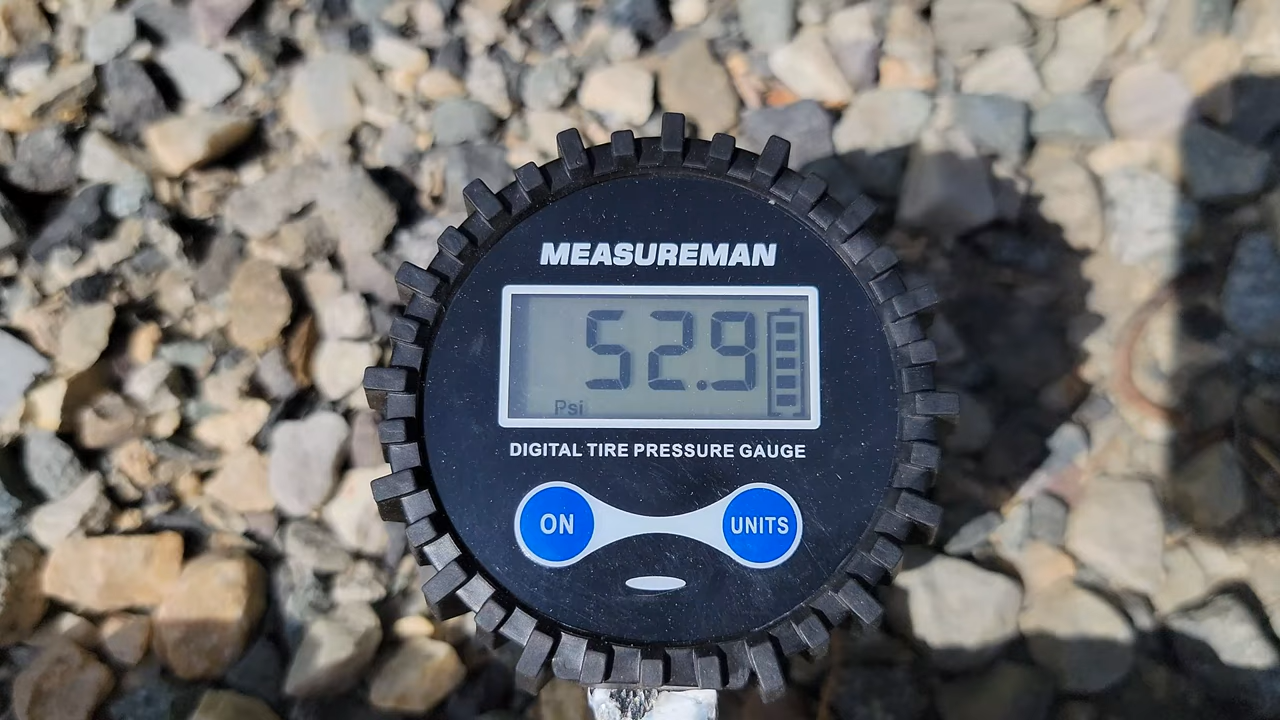 MEASUREMAN
52.9
Psi
DIGITAL TIRE PRESSURE GAUGE
ON UNITS